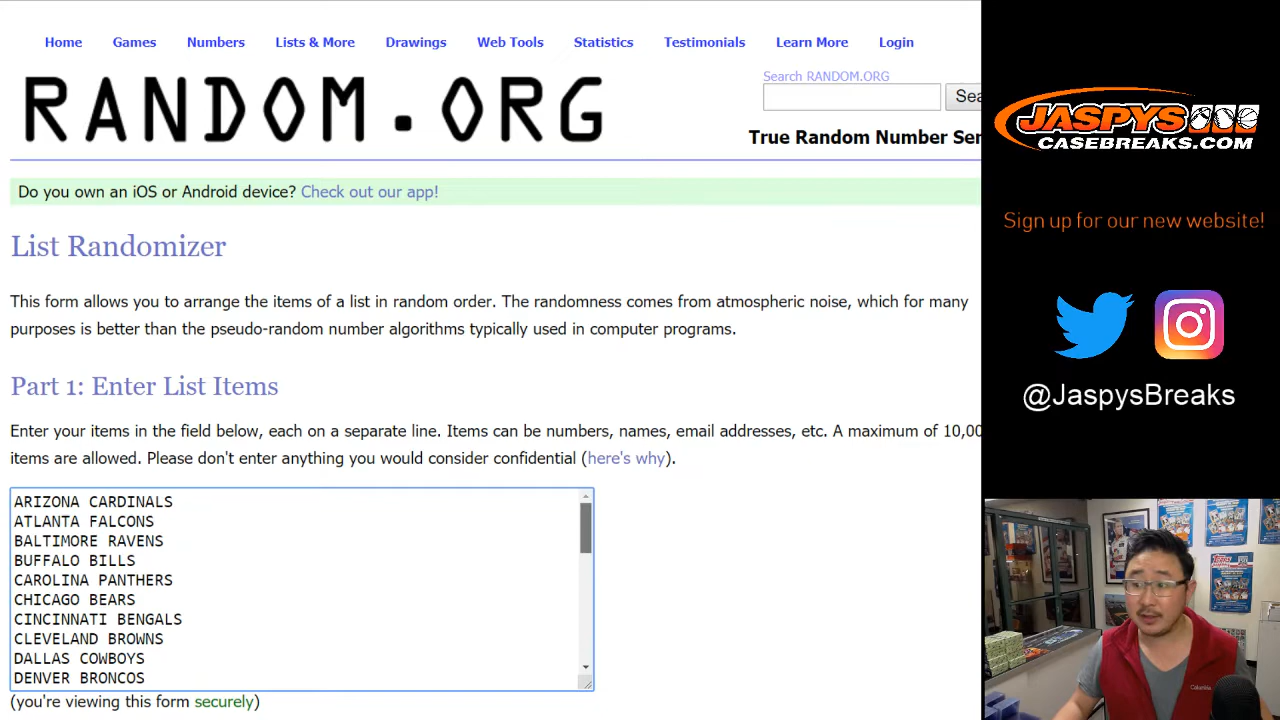 Home Games Numbers Lists & More Drawings Web Tools Statistics Testimonials Learn More Login
RANDOM.ORG
Search RANDOM.ORG
Sea
True Random Number Ser
Do you own an iOS or Android device? Check out our app!
List Randomizer
This form allows you to arrange the items of a list in random order. The randomness comes from atmospheric noise, which for many
purposes is better than the pseudo-random number algorithms typically used in computer programs.
Part 1: Enter List Items
Enter your items in the field below, each on a separate line. Items can be numbers, names, email addresses, etc. A maximum of 10,00
items are allowed. Please don't enter anything you would consider confidential (here's why).
ARIZONA CARDINALS
ATLANTA FALCONS
BALTIMORE RAVENS
BUFFALO BILLS
CAROLINA PANTHERS
CHICAGO BEARS
CINCINNATI BENGALS
CLEVELAND BROWNS
DALLAS COWBOYS
DENVER BRONCOS
(you're viewing this form securely)
JASPYS
CASEBREAKS.COM
Sign up for our new website!
@JaspysBreaks